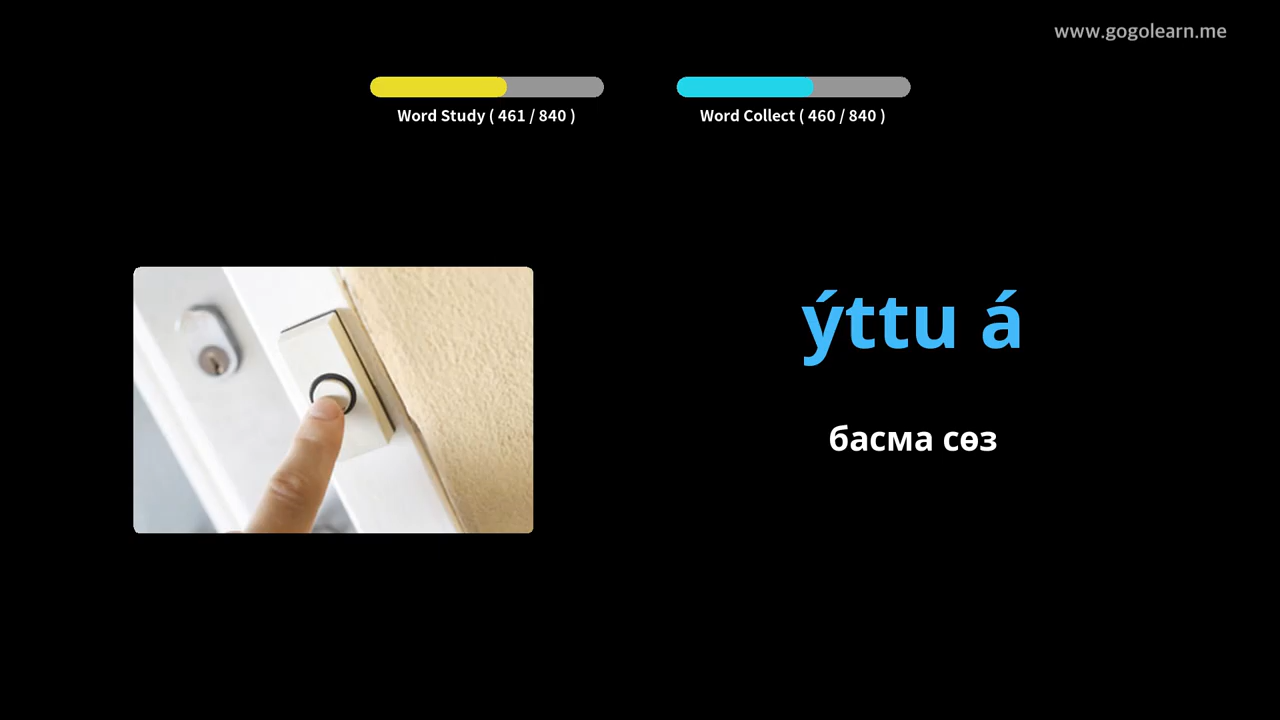 www.gogolearn.me
Word Study ( 461 / 840 )
Word Collect ( 460 / 840 )
ýttu á
басма сөз